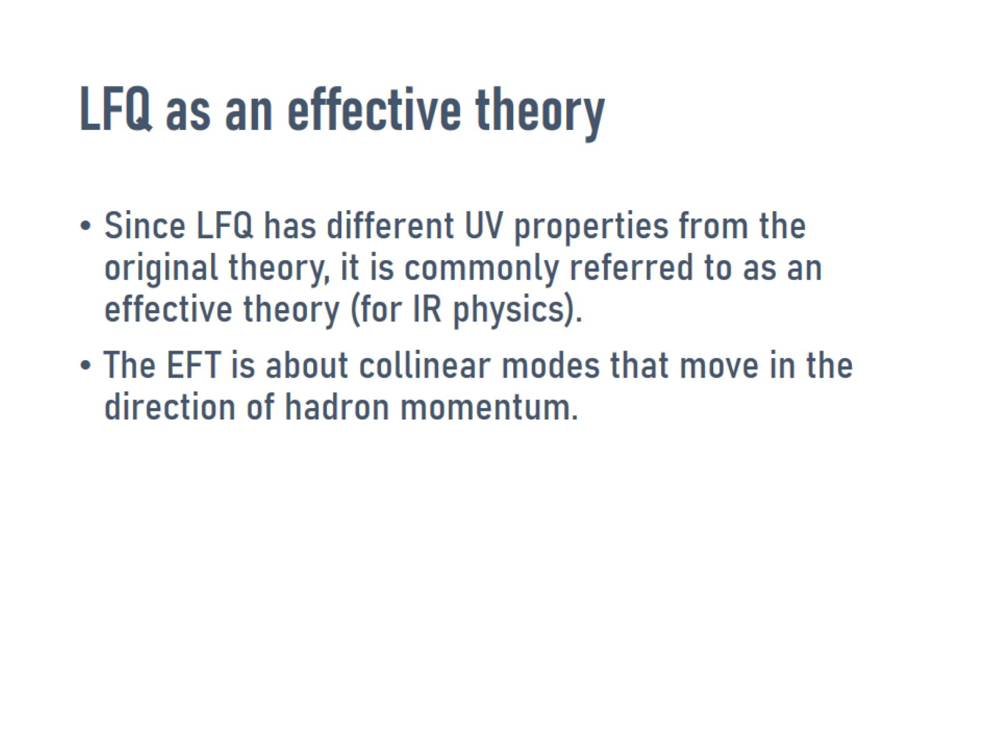 LFQ as an effective theory
• Since LFQ has different UV properties from the
original theory, it is commonly referred to as an
effective theory (for IR physics).
• The EFT is about collinear modes that move in the
direction of hadron momentum.